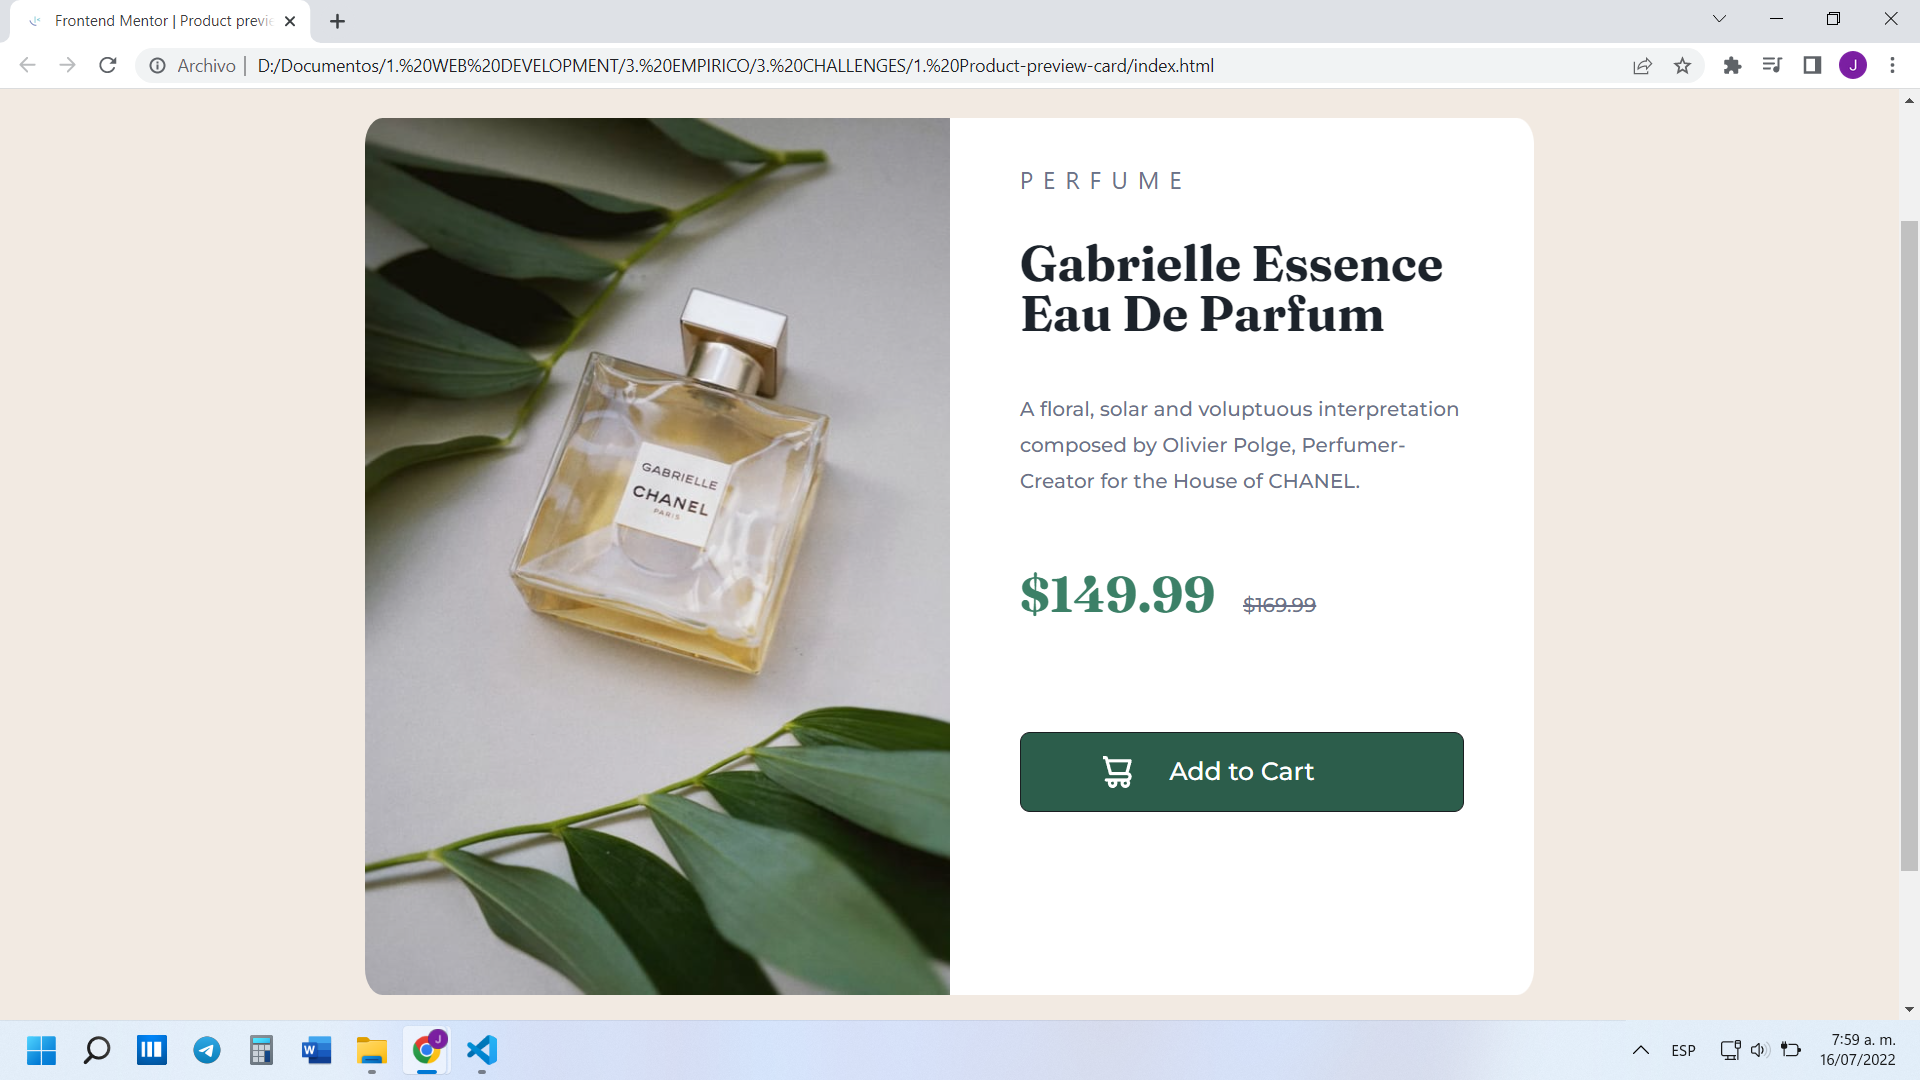 Frontend Mentor | Product previe
Archivo | D:/Documentos/1.%20WEB%20DEVELOPMENT/3.%20EMPIRICO/3.%20CHALLENGES/1.%20Product-preview-card/index.html
J
PERFUME
Gabrielle Essence
Eau De Parfum
A floral, solar and voluptuous interpretation
composed by Olivier Polge, Perfumer-
Creator for the House of CHANEL.
$149.99 $169.99
Add to Cart
GABRIELLE
CHANEL
PARIS
W
J
ESP
7:59 a. m.
16/07/2022